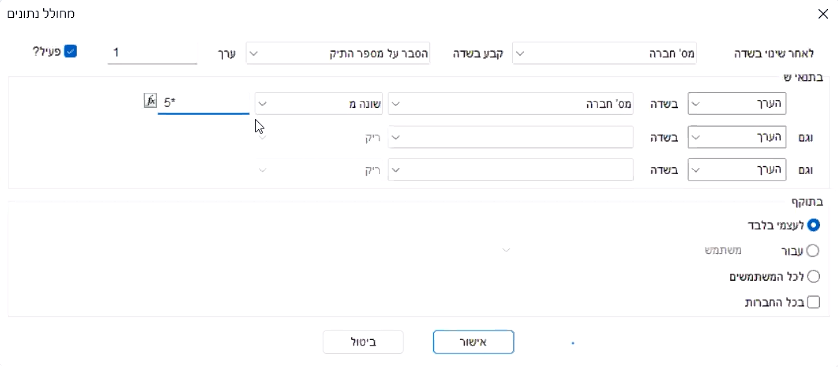 מחולל נתונים
לאחר שינוי בשדה מס' חברה קבע בשדה הסבר על מספר התיק ערך 1 פעיל?
בתנאי ש
הערך בשדה מס' חברה שונה מ 5*
וגם הערך בשדה ריק
וגם הערך בשדה ריק
בתוקף
לעצמי בלבד
עבור משתמש
לכל המשתמשים
בכל החברות
אישור ביטול